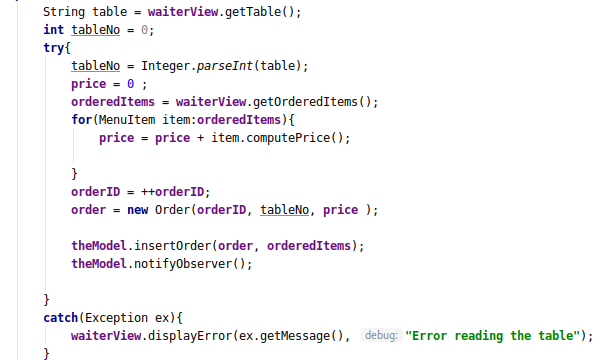 String table = waiterView.getTable();
int tableNo = 0;
try{
tableNo = Integer.parseInt(table);
price = 0 ;
orderedItems = waiterView.getOrderedItems();
for(MenuItem item:orderedItems){
price = price + item.computePrice();
}
orderID = ++orderID;
order = new Order(orderID, tableNo, price );
theModel.insertOrder(order, orderedItems);
theModel.notifyObserver();
}
catch(Exception ex){
waiterView.displayError(ex.getMessage(), debug: "Error reading the table");
}